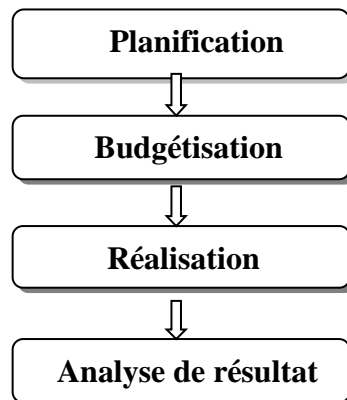 Planification
Budgétisation
Réalisation
Analyse de résultat